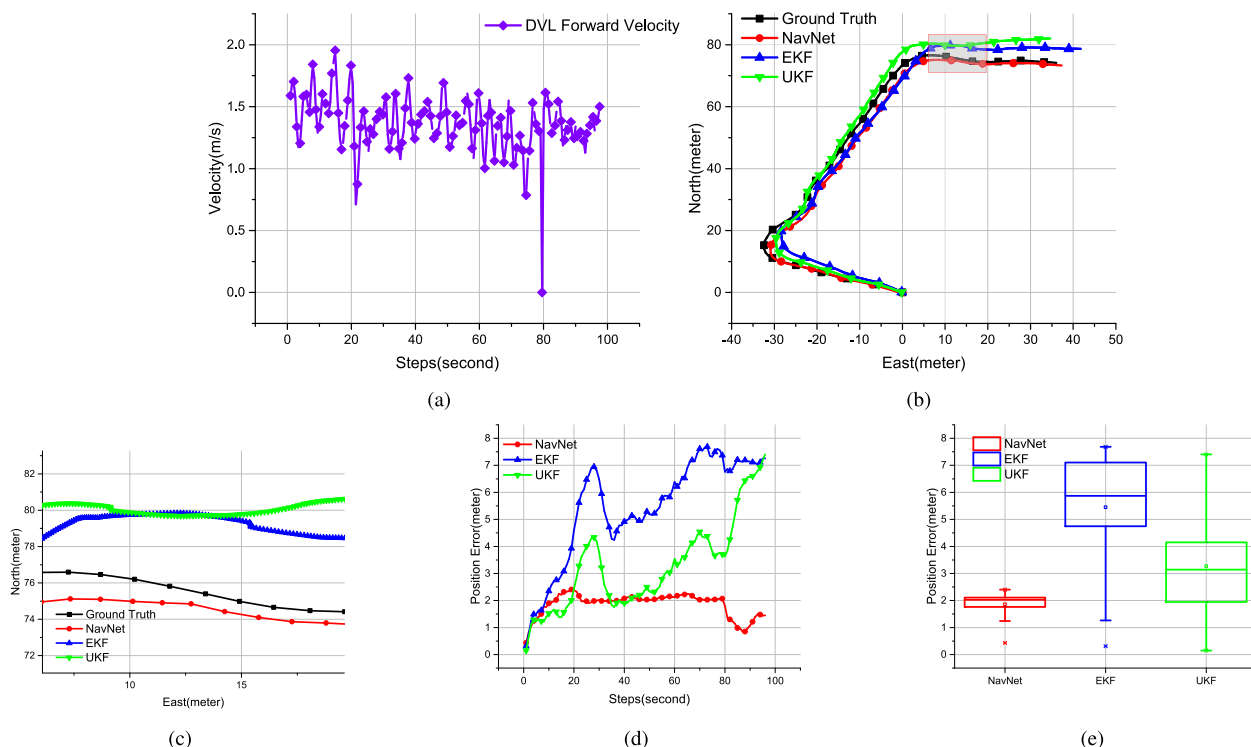 DVL Forward Velocity
2.0
1.5
1.0
0.5
0.0
Velocity(m/s)
0 20 40 60 80 100
Steps(second)
(a)
Ground Truth
NavNet
EKF
UKF
80
60
40
20
0
North(meter)
-40 -30 -20 -10 0 10 20 30 40 50
East(meter)
(b)
82
80
78
76
74
72
North(meter)
Ground Truth
NavNet
EKF
UKF
10 15
East(meter)
(c)
8
7
6
5
4
3
2
1
0
Position Error(meter)
NavNet
EKF
UKF
0 20 40 60 80 100
Steps(second)
(d)
8
7
6
5
4
3
2
1
0
Position Error(meter)
NavNet
EKF
UKF
NavNet EKF UKF
(e)